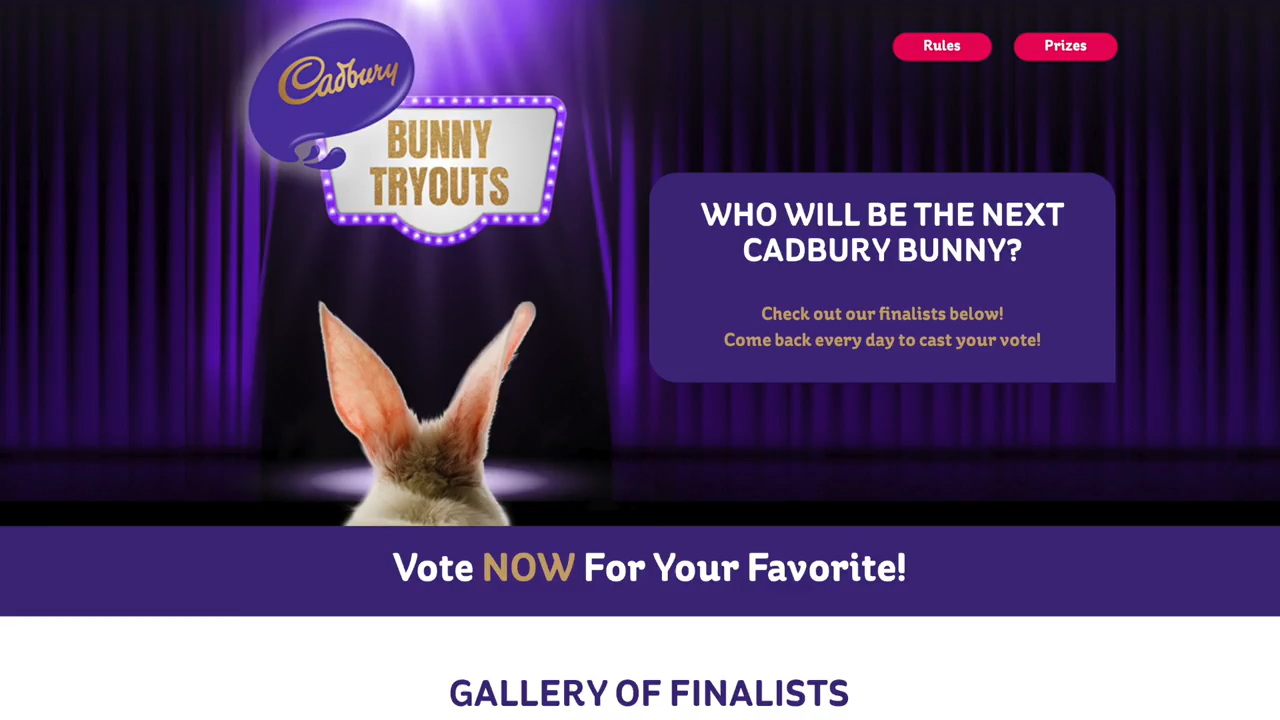 Cadbury
BUNNY
TRYOUTS
Rules
Prizes
WHO WILL BE THE NEXT
CADBURY BUNNY?
Check out our finalists below!
Come back every day to cast your vote!
Vote NOW For Your Favorite!
GALLERY OF FINALISTS